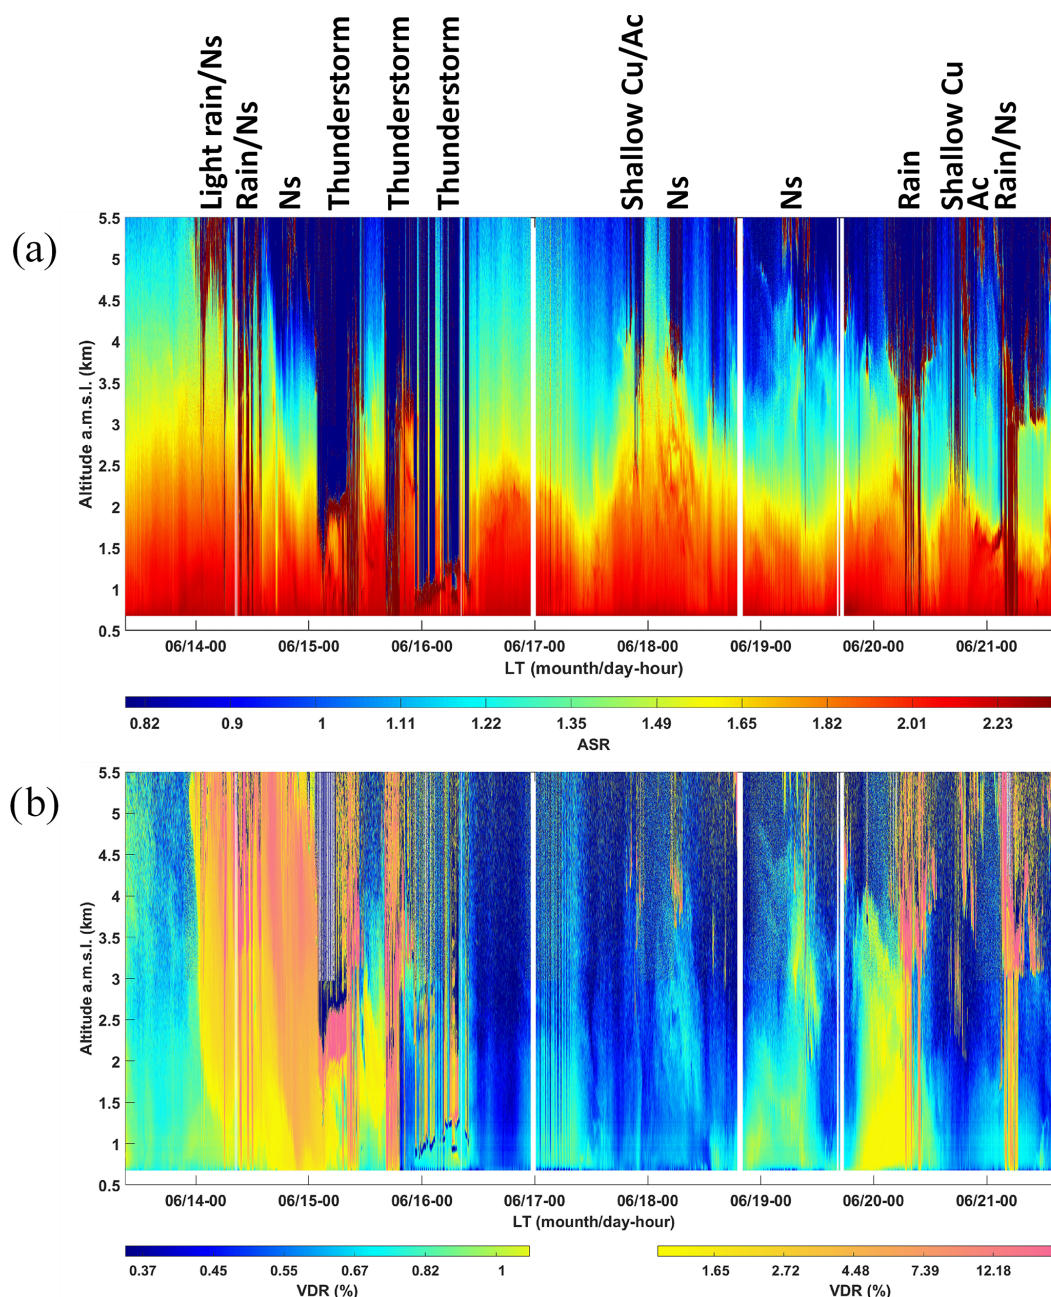 Light rain/Ns
Rain/Ns
Ns
Thunderstorm
Thunderstorm
Thunderstorm
Shallow Cu/Ac
Ns
Ns
Rain
Shallow Cu
Ac
Rain/Ns
(a)
Altitude a.m.s.l. (km)
5.5
5
4.5
4
3.5
3
2.5
2
1.5
1
0.5
06/14-00 06/15-00 06/16-00 06/17-00 06/18-00 06/19-00 06/20-00 06/21-00
LT (mounth/day-hour)
0.82 0.9 1 1.11 1.22 1.35 1.49 1.65 1.82 2.01 2.23
ASR
(b)
Altitude a.m.s.l. (km)
5.5
5
4.5
4
3.5
3
2.5
2
1.5
1
0.5
06/14-00 06/15-00 06/16-00 06/17-00 06/18-00 06/19-00 06/20-00 06/21-00
LT (mounth/day-hour)
0.37 0.45 0.55 0.67 0.82 1
VDR (%)
1.65 2.72 4.48 7.39 12.18
VDR (%)